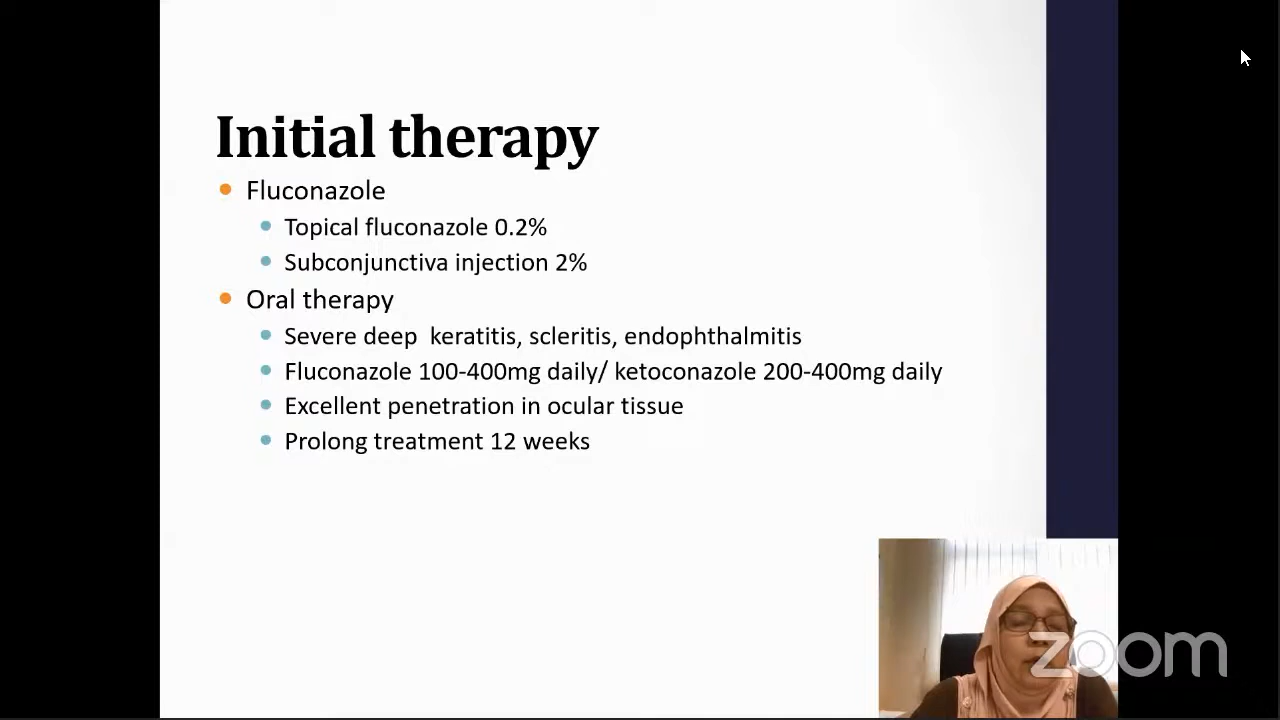 Initial therapy
Fluconazole
Topical fluconazole 0.2%
Subconjunctiva injection 2%
Oral therapy
Severe deep keratitis, scleritis, endophthalmitis
Fluconazole 100-400mg daily/ ketoconazole 200-400mg daily
Excellent penetration in ocular tissue
Prolong treatment 12 weeks
zoom